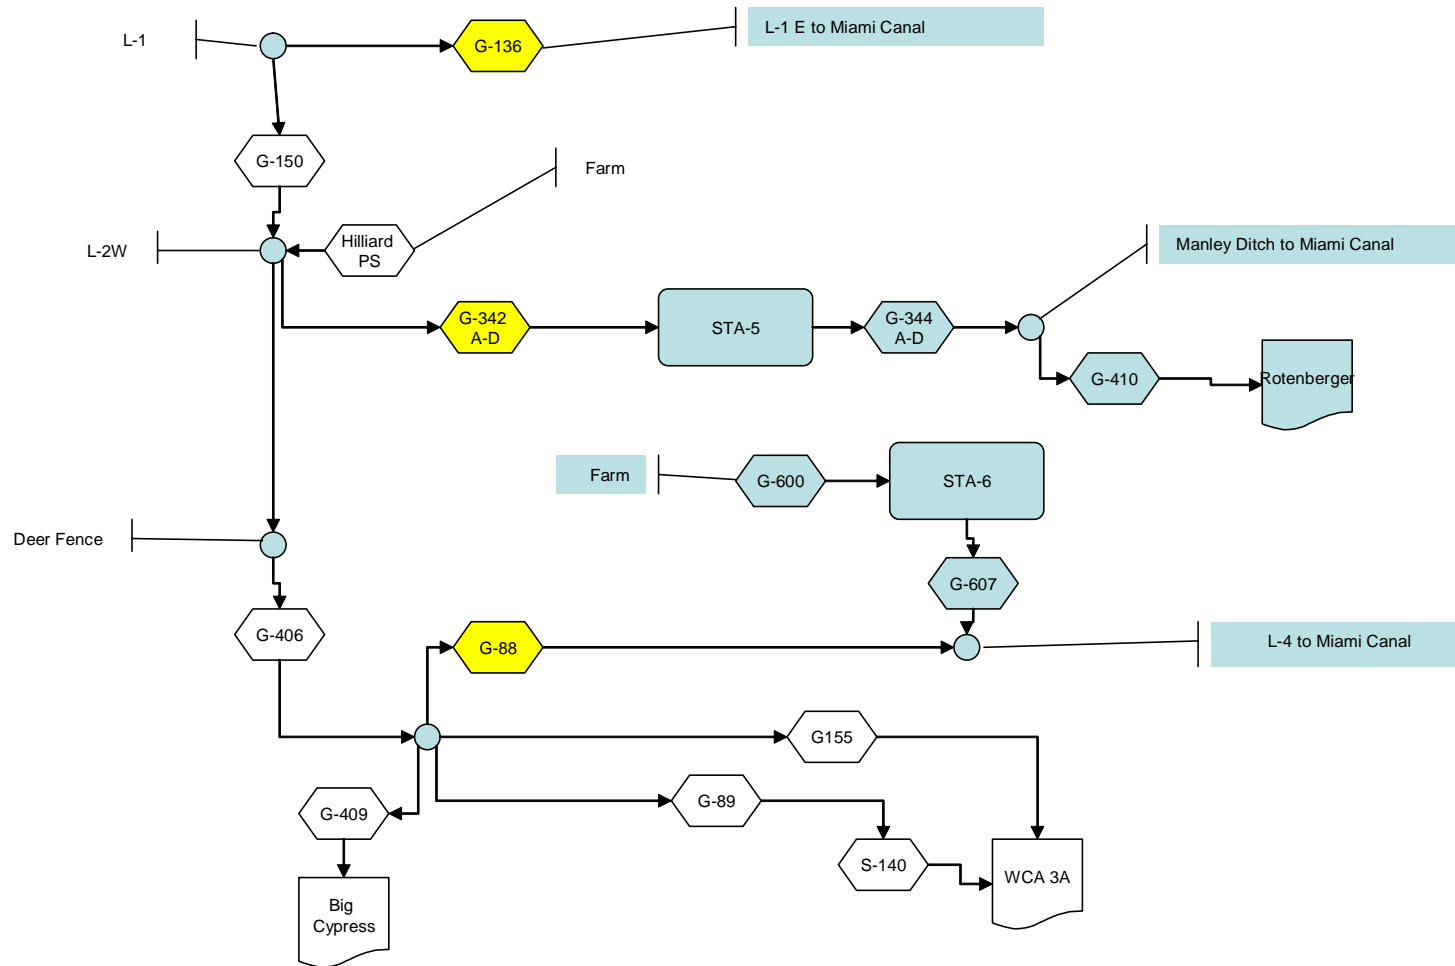 L-1
G-136
L-1 E to Miami Canal
G-150
Farm
L-2W
Hilliard
PS
Manley Ditch to Miami Canal
G-342
A-D
STA-5
G-344
A-D
G-410
Rotenberger
Farm
G-600
STA-6
Deer Fence
G-607
G-406
G-88
L-4 to Miami Canal
G155
G-89
G-409
S-140
WCA 3A
Big
Cypress